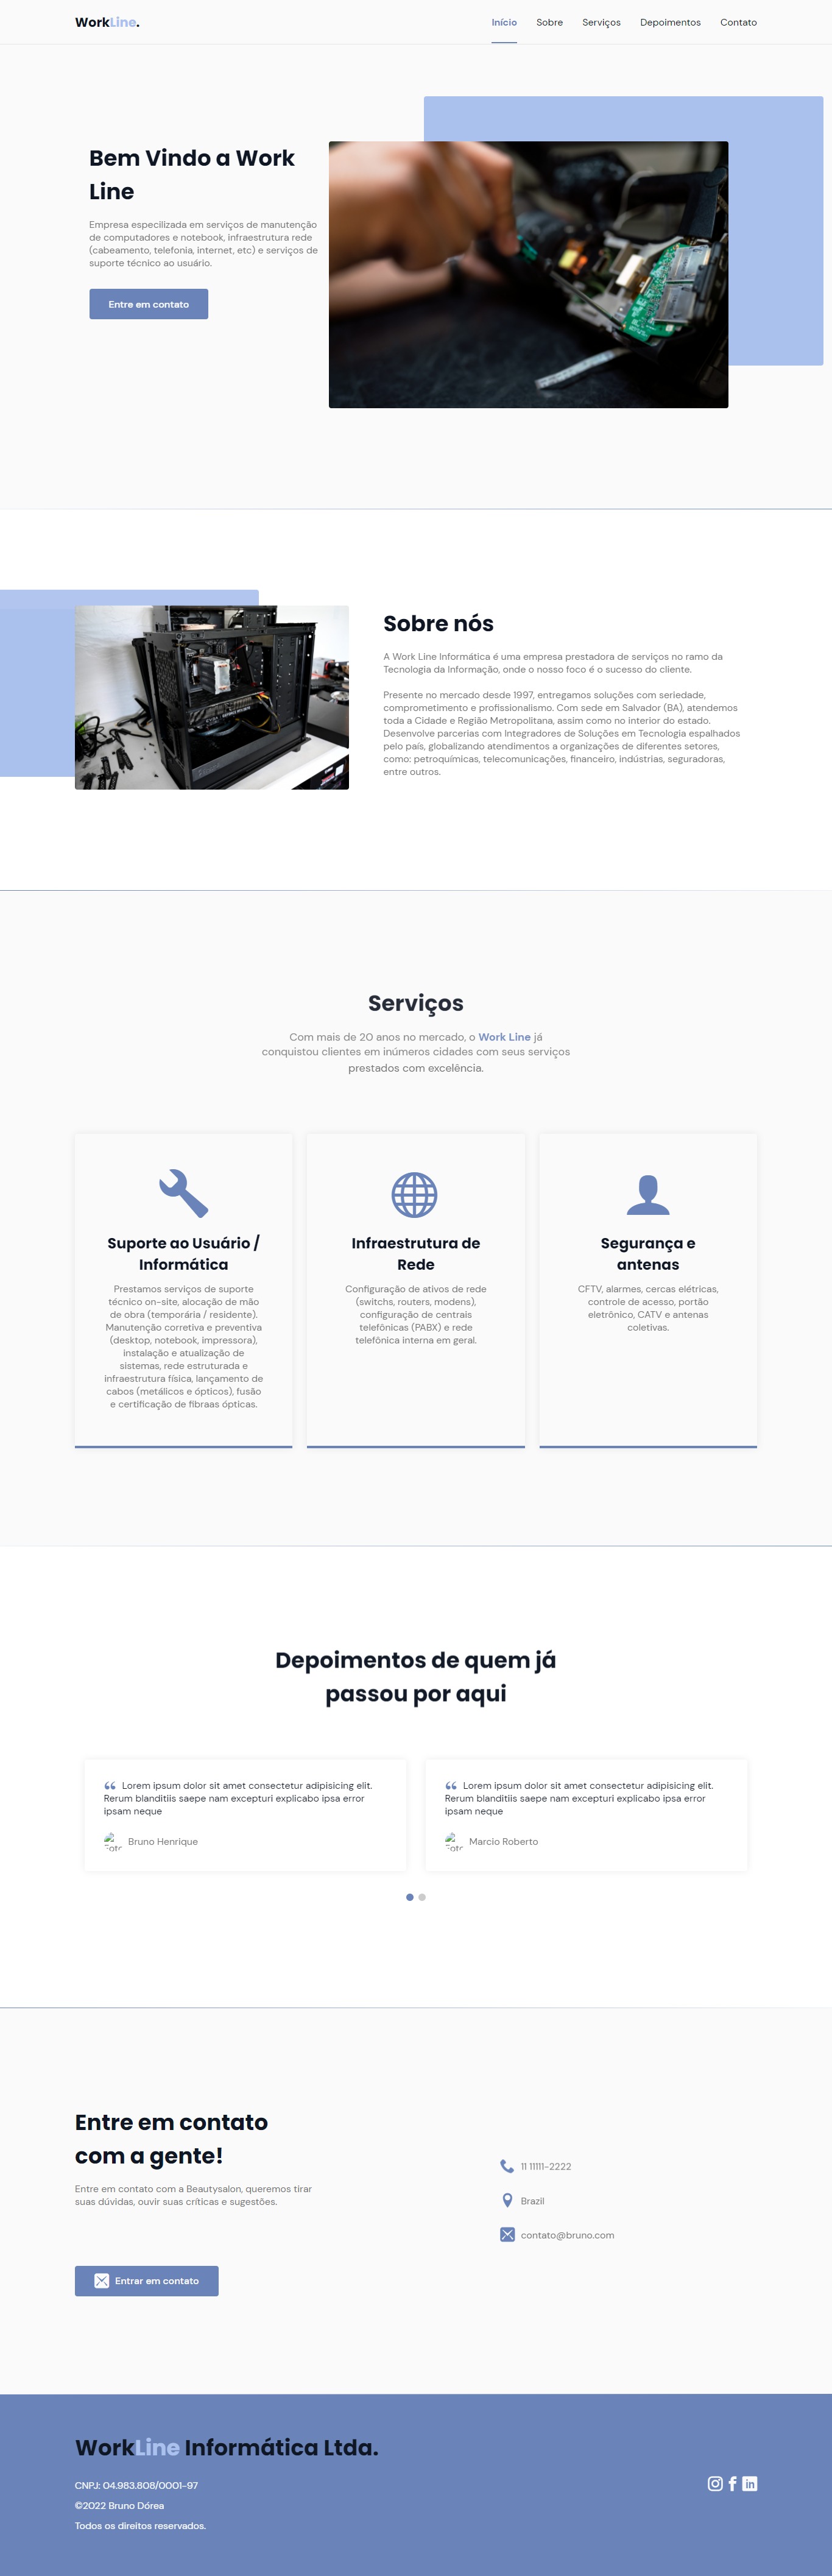 WorkLine.
Início Sobre Serviços Depoimentos Contato
Bem Vindo a Work
Line
Empresa especilizada em serviços de manutenção
de computadores e notebook, infraestrutura rede
(cabeamento, telefonia, internet, etc) e serviços de
suporte técnico ao usuário.
Entre em contato
Sobre nós
A Work Line Informática é uma empresa prestadora de serviços no ramo da
Tecnologia da Informação, onde o nosso foco é o sucesso do cliente.
Presente no mercado desde 1997, entregamos soluções com seriedade,
comprometimento e profissionalismo. Com sede em Salvador (BA), atendemos
toda a Cidade e Região Metropolitana, assim como no interior do estado.
Desenvolve parcerias com Integradores de Soluções em Tecnologia espalhados
pelo país, globalizando atendimentos a organizações de diferentes setores,
como: petroquímicas, telecomunicações, financeiro, indústrias, seguradoras,
entre outros.
Serviços
Com mais de 20 anos no mercado, o Work Line já
conquistou clientes em inúmeros cidades com seus serviços
prestados com excelência.
Suporte ao Usuário /
Informática
Prestamos serviços de suporte
técnico on-site, alocação de mão
de obra (temporária / residente).
Manutenção corretiva e preventiva
(desktop, notebook, impressora),
instalação e atualização de
sistemas, rede estruturada e
infraestrutura física, lançamento de
cabos (metálicos e ópticos), fusão
e certificação de fibraas ópticas.
Infraestrutura de
Rede
Configuração de ativos de rede
(switchs, routers, modens),
configuração de centrais
telefônicas (PABX) e rede
telefônica interna em geral.
Segurança e
antenas
CFTV, alarmes, cercas elétricas,
controle de acesso, portão
eletrônico, CATV e antenas
coletivas.
Depoimentos de quem já
passou por aqui
“ Lorem ipsum dolor sit amet consectetur adipisicing elit.
Rerum blanditiis saepe nam excepturi explicabo ipsa error
ipsam neque
Bruno Henrique
“ Lorem ipsum dolor sit amet consectetur adipisicing elit.
Rerum blanditiis saepe nam excepturi explicabo ipsa error
ipsam neque
Marcio Roberto
Entre em contato
com a gente!
Entre em contato com a Beautysalon, queremos tirar
suas dúvidas, ouvir suas críticas e sugestões.
Entrar em contato
11 11111-2222
Brazil
contato@bruno.com
WorkLine Informática Ltda.
CNPJ: 04.983.808/0001-97
©2022 Bruno Dórea
Todos os direitos reservados.